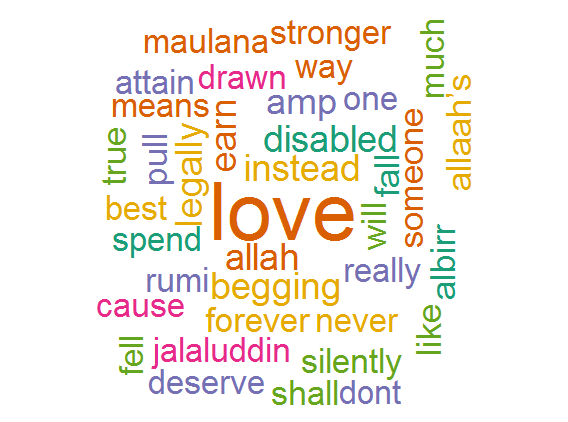 maulana stronger
way
attain drawn much
means amp one
true pull earn disabled allaah's
legally instead fall someone
best love will
spend allah albirr
rumi begging really
cause forever never like
fell jalaluddin silently
deserve shall dont